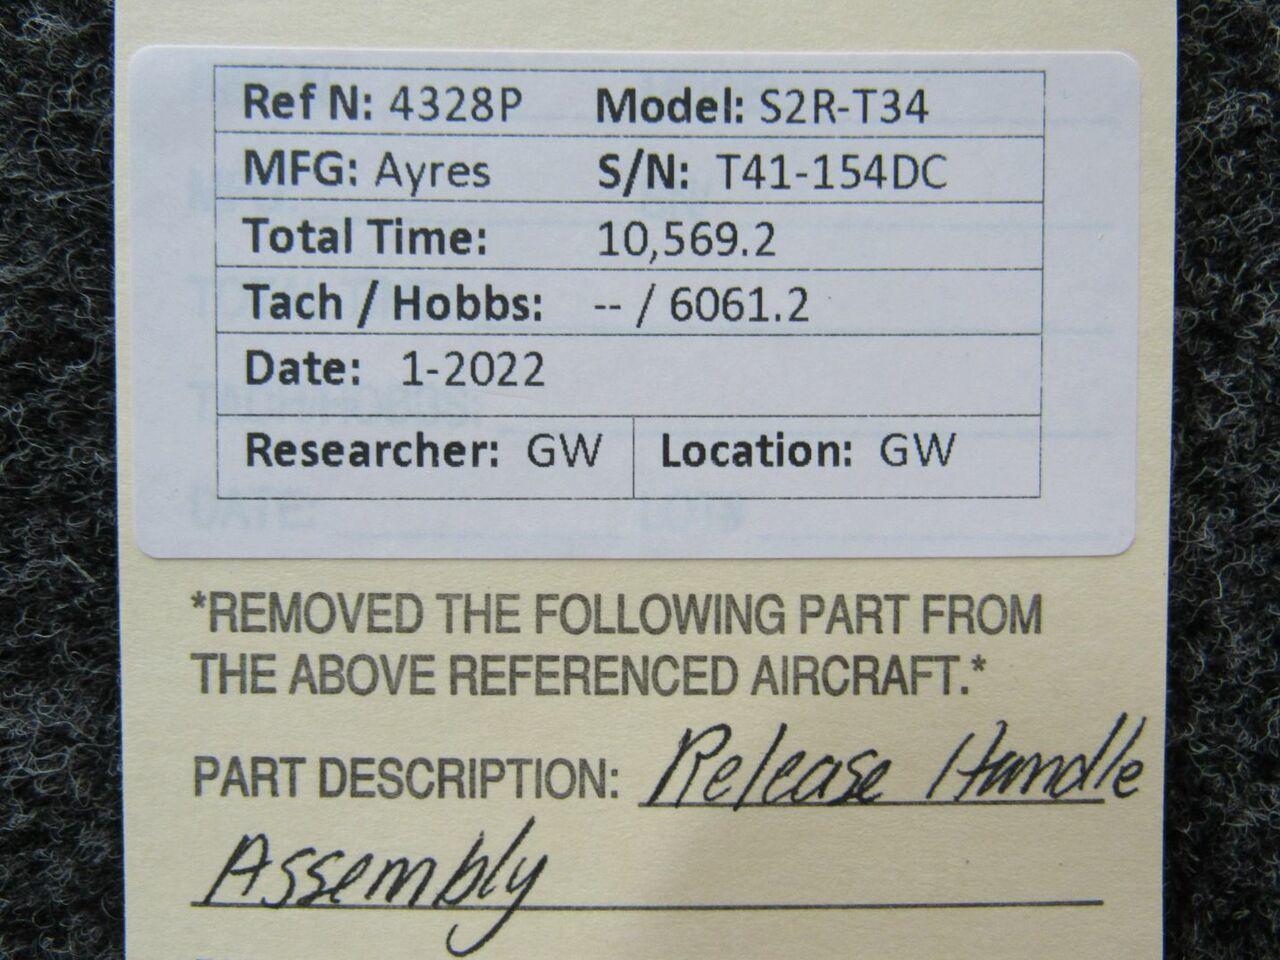 Ref N: 4328P Model: S2R-T34
MFG: Ayres S/N: T41-154DC
Total Time: 10,569.2
Tach / Hobbs: -- / 6061.2
Date: 1-2022
Researcher: GW Location: GW
*REMOVED THE FOLLOWING PART FROM
THE ABOVE REFERENCED AIRCRAFT.*
PART DESCRIPTION: Release Handle
Assembly